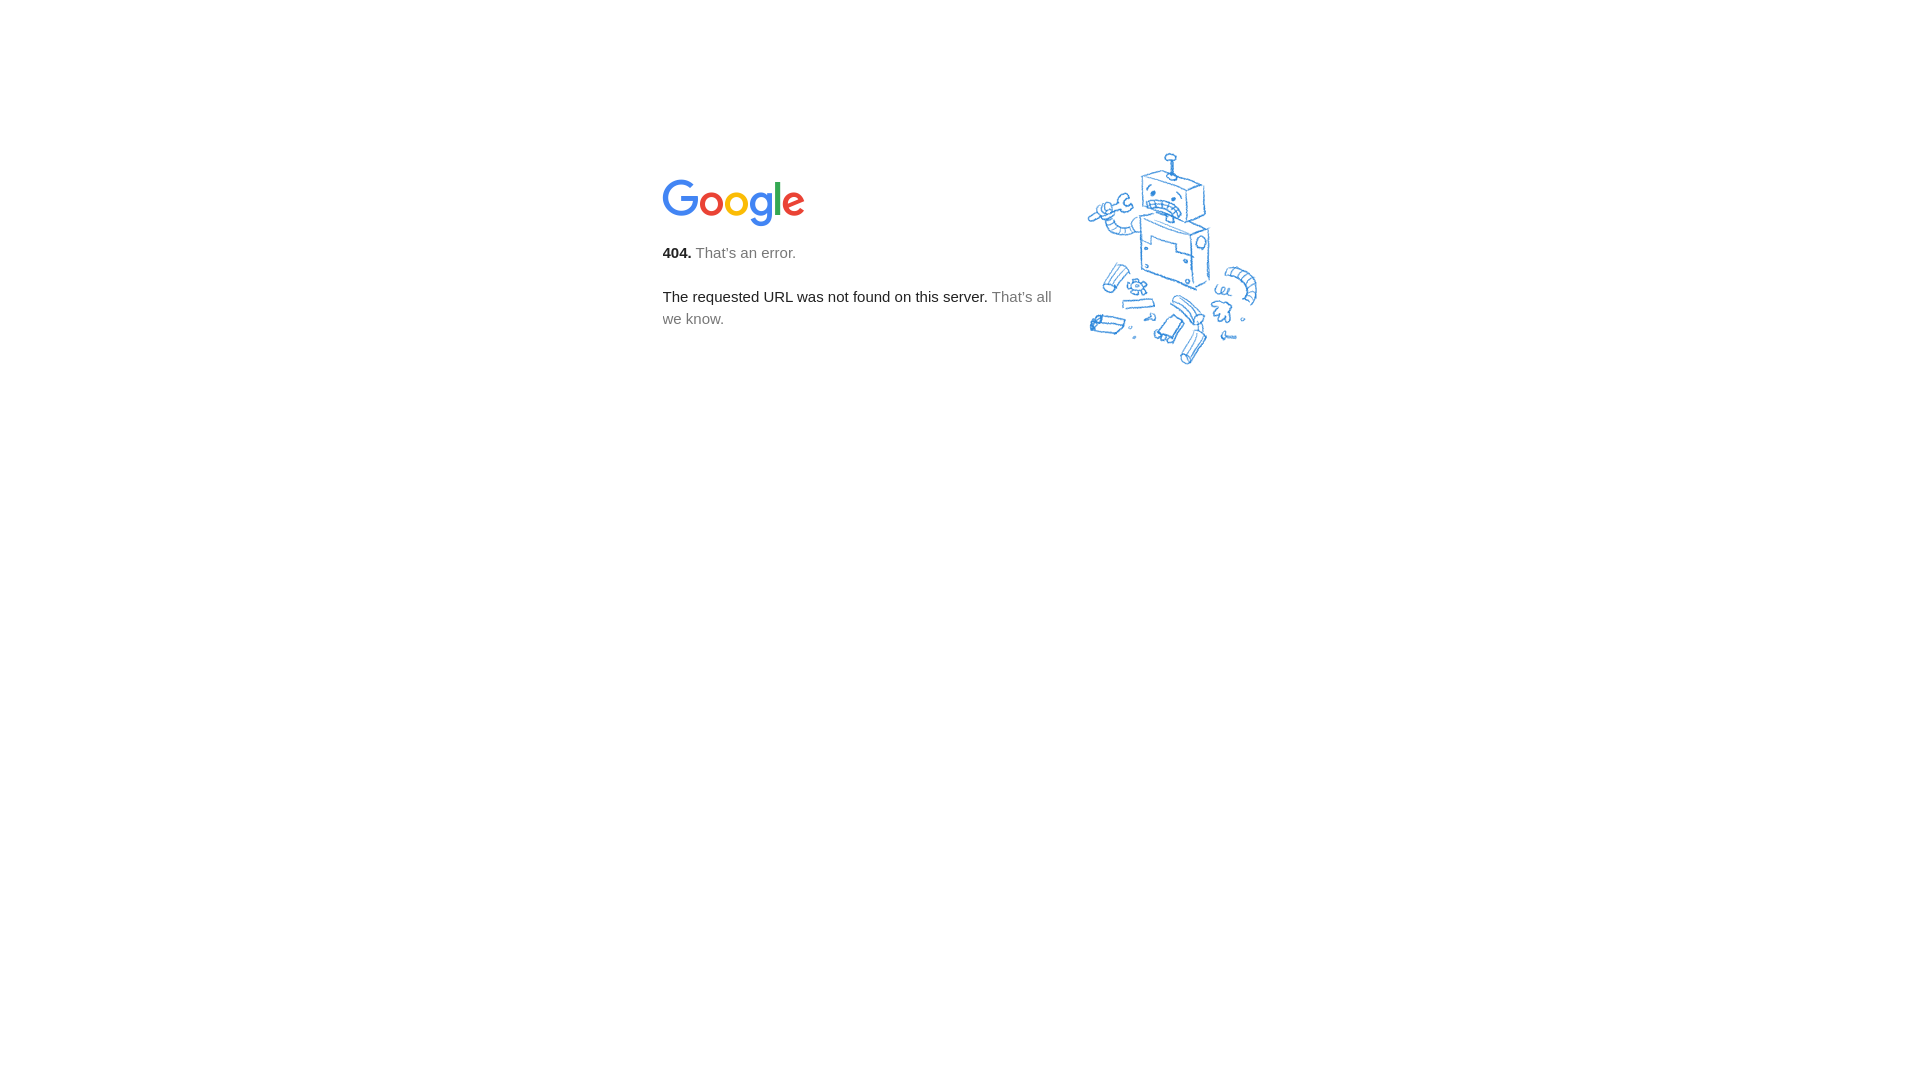 Google
404. That’s an error.
The requested URL was not found on this server. That’s all
we know.